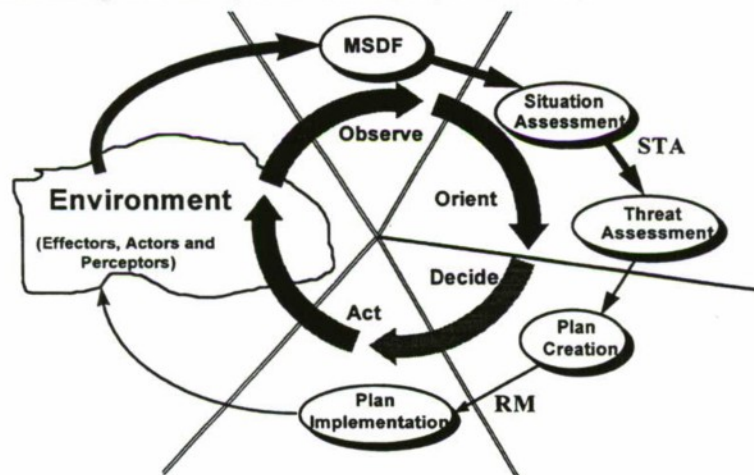 MSDF
Situation
Assessment
STA
Observe
Environment
(Effectors, Actors and
Perceptors)
Orient
Threat
Assessment
Decide
Act
Plan
Creation
RM
Plan
Implementation